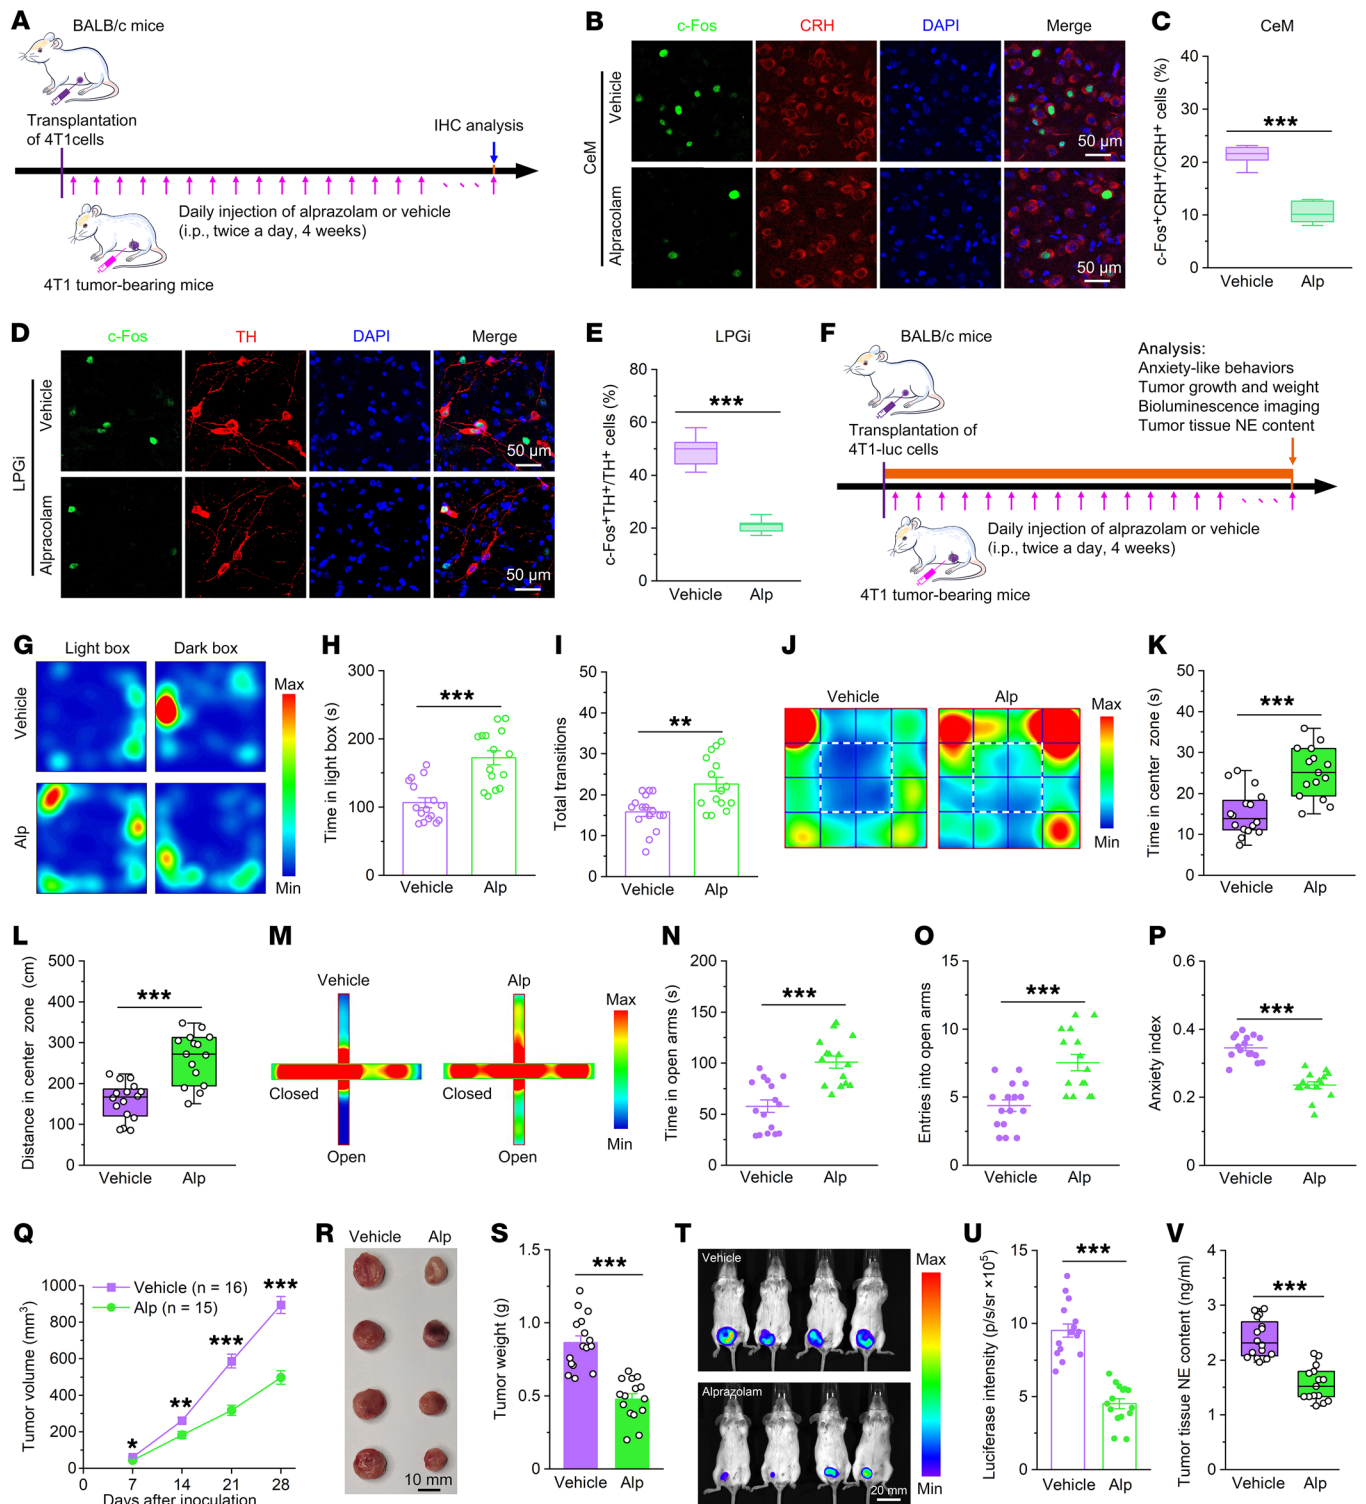 A
BALB/c mice
Transplantation
of 4T1cells
IHC analysis
Daily injection of alprazolam or vehicle
(i.p., twice a day, 4 weeks)
4T1 tumor-bearing mice
B
c-Fos
CRH
DAPI
Merge
CeM
Vehicle
50 µm
Alpracolam
50 µm
C
CeM
c-Fos⁺CRH⁺/CRH⁺ cells (%)
40
30
20
10
0
***
Vehicle
Alp
D
c-Fos
TH
DAPI
Merge
LPGi
Vehicle
50 µm
Alpracolam
50 µm
E
LPGi
c-Fos⁺TH⁺/TH⁺ cells (%)
80
60
40
20
0
***
Vehicle
Alp
F
BALB/c mice
Transplantation of
4T1-luc cells
Analysis:
Anxiety-like behaviors
Tumor growth and weight
Bioluminescence imaging
Tumor tissue NE content
Daily injection of alprazolam or vehicle
(i.p., twice a day, 4 weeks)
4T1 tumor-bearing mice
G
Light box
Dark box
Vehicle
Alp
Max
Min
H
Time in light box (s)
300
200
100
0
***
Vehicle
Alp
I
Total transitions
50
40
30
20
10
0
**
Vehicle
Alp
J
Vehicle
Alp
Max
Min
K
Time in center zone (s)
50
40
30
20
10
0
***
Vehicle
Alp
L
Distance in center zone (cm)
500
400
300
200
100
0
***
Vehicle
Alp
M
Vehicle
Alp
Closed
Closed
Open
Open
Max
Min
N
Time in open arms (s)
200
150
100
50
0
***
Vehicle
Alp
O
Entries into open arms
15
10
5
0
***
Vehicle
Alp
P
Anxiety index
0.6
0.4
0.2
0
***
Vehicle
Alp
Q
Tumor volume (mm³)
1000
800
600
400
200
0
Vehicle (n = 16)
Alp (n = 15)
*
**
***
***
0
7
14
21
28
Days after inoculation
R
Vehicle
Alp
10 mm
S
Tumor weight (g)
1.5
1.0
0.5
0
***
Vehicle
Alp
T
Vehicle
Alprazolam
20 mm
Max
Min
U
Luciferase intensity (p/s/sr ×10⁵)
15
10
5
0
***
Vehicle
Alp
V
Tumor tissue NE content (ng/ml)
4
3
2
1
0
***
Vehicle
Alp